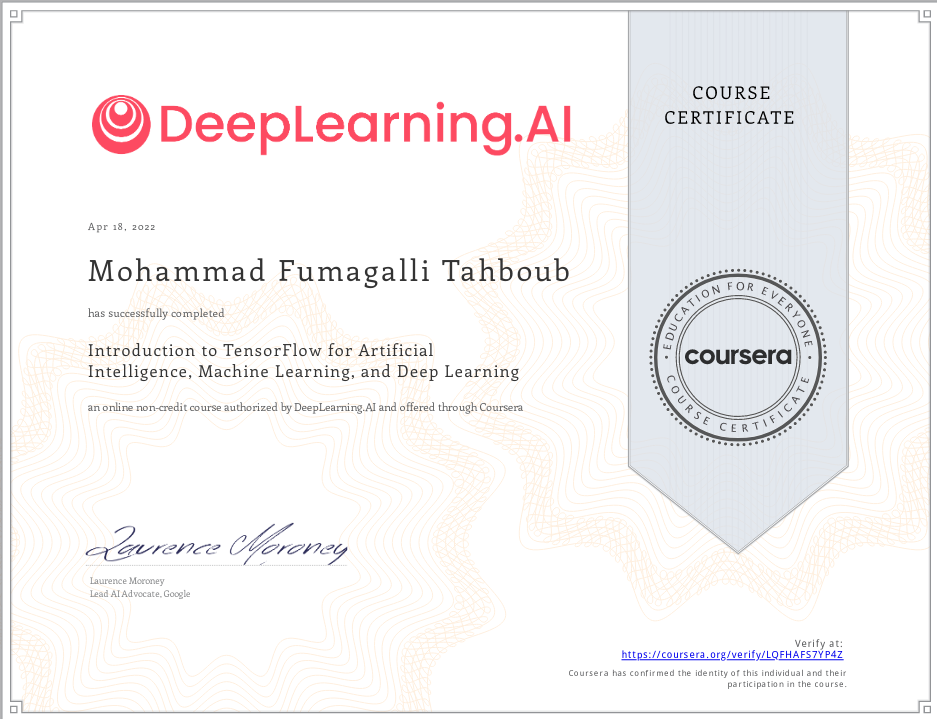 DeepLearning.AI
COURSE
CERTIFICATE
Apr 18, 2022
Mohammad Fumagalli Tahboub
has successfully completed
Introduction to TensorFlow for Artificial
Intelligence, Machine Learning, and Deep Learning
an online non-credit course authorized by DeepLearning.AI and offered through Coursera
EDUCATION FOR EVERYONE
coursera
COURSE CERTIFICATE
Laurence Moroney
Laurence Moroney
Lead AI Advocate, Google
Verify at:
https://coursera.org/verify/LQFHAFS7YP4Z
Coursera has confirmed the identity of this individual and their
participation in the course.